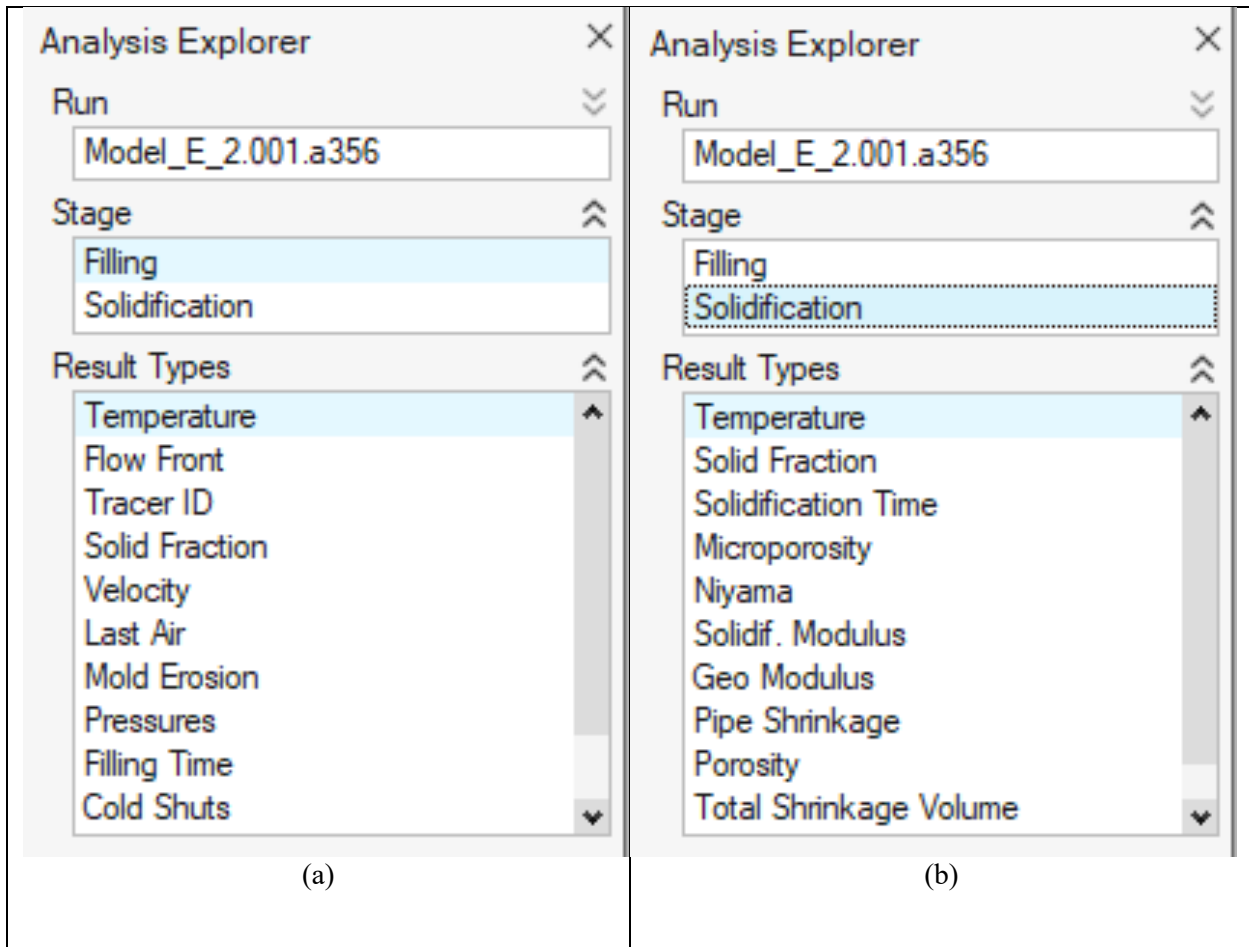 Analysis Explorer
Run
Model_E_2.001.a356
Stage
Filling
Solidification
Result Types
Temperature
Flow Front
Tracer ID
Solid Fraction
Velocity
Last Air
Mold Erosion
Pressures
Filling Time
Cold Shuts
(a)
Analysis Explorer
Run
Model_E_2.001.a356
Stage
Filling
Solidification
Result Types
Temperature
Solid Fraction
Solidification Time
Microporosity
Niyama
Solidif. Modulus
Geo Modulus
Pipe Shrinkage
Porosity
Total Shrinkage Volume
(b)